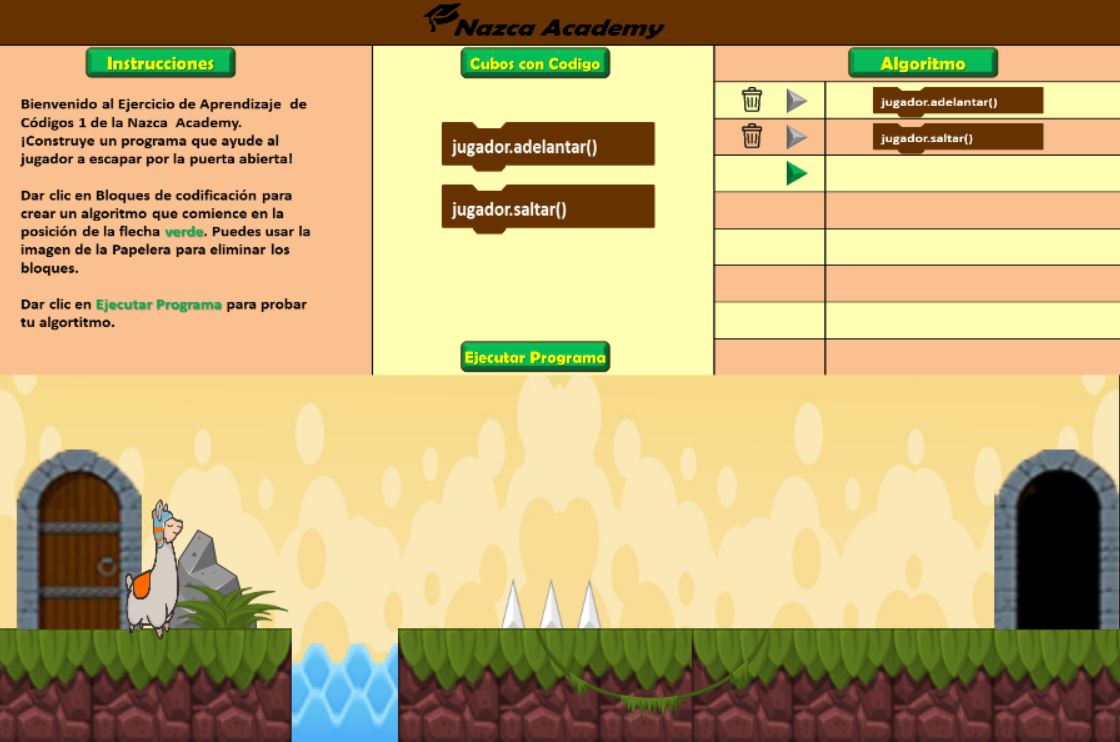 Nazca Academy
Instrucciones
Bienvenido al Ejercicio de Aprendizaje de
Códigos 1 de la Nazca Academy.
¡Construye un programa que ayude al
jugador a escapar por la puerta abierta!
Dar clic en Bloques de codificación para
crear un algoritmo que comience en la
posición de la flecha verde. Puedes usar la
imagen de la Papelera para eliminar los
bloques.
Dar clic en Ejecutar Programa para probar
tu algortitmo.
Cubos con Codigo
jugador.adelantar()
jugador.saltar()
Ejecutar Programa
Algoritmo
jugador.adelantar()
jugador.saltar()